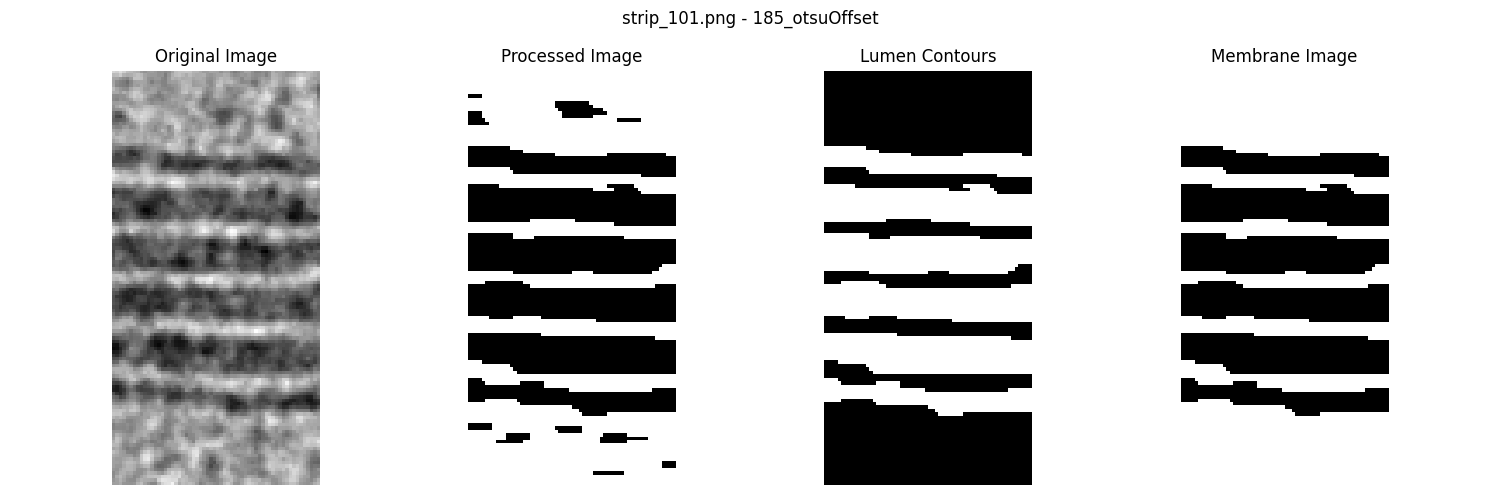 strip_101.png - 185_otsuOffset
Original Image
Processed Image
Lumen Contours
Membrane Image